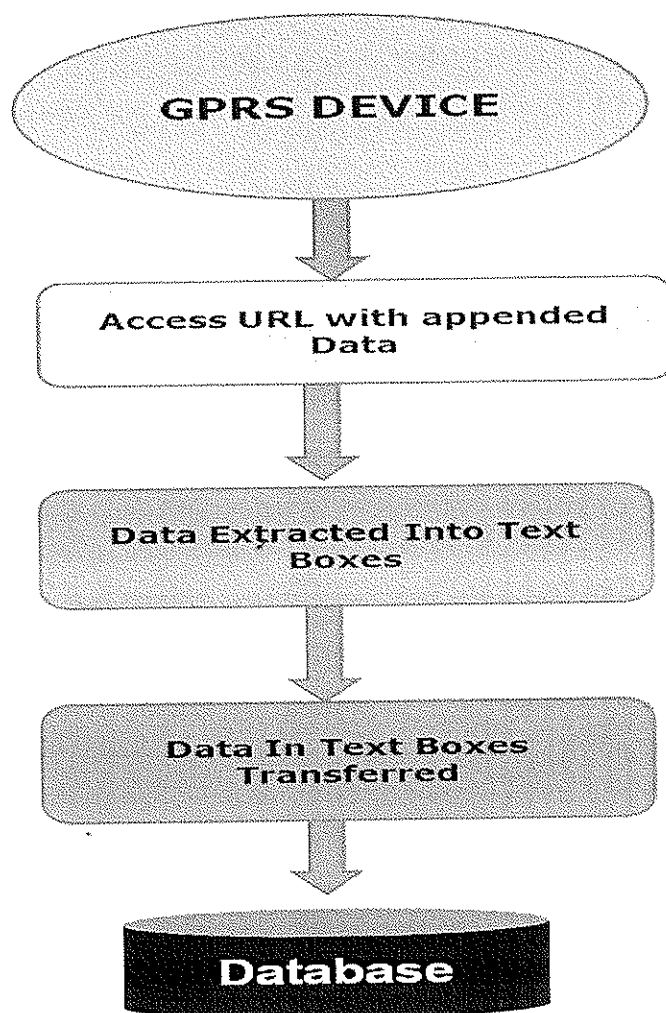 GPRS DEVICE
Access URL with appended
Data
Data Extracted Into Text
Boxes
Data In Text Boxes
Transferred
Database